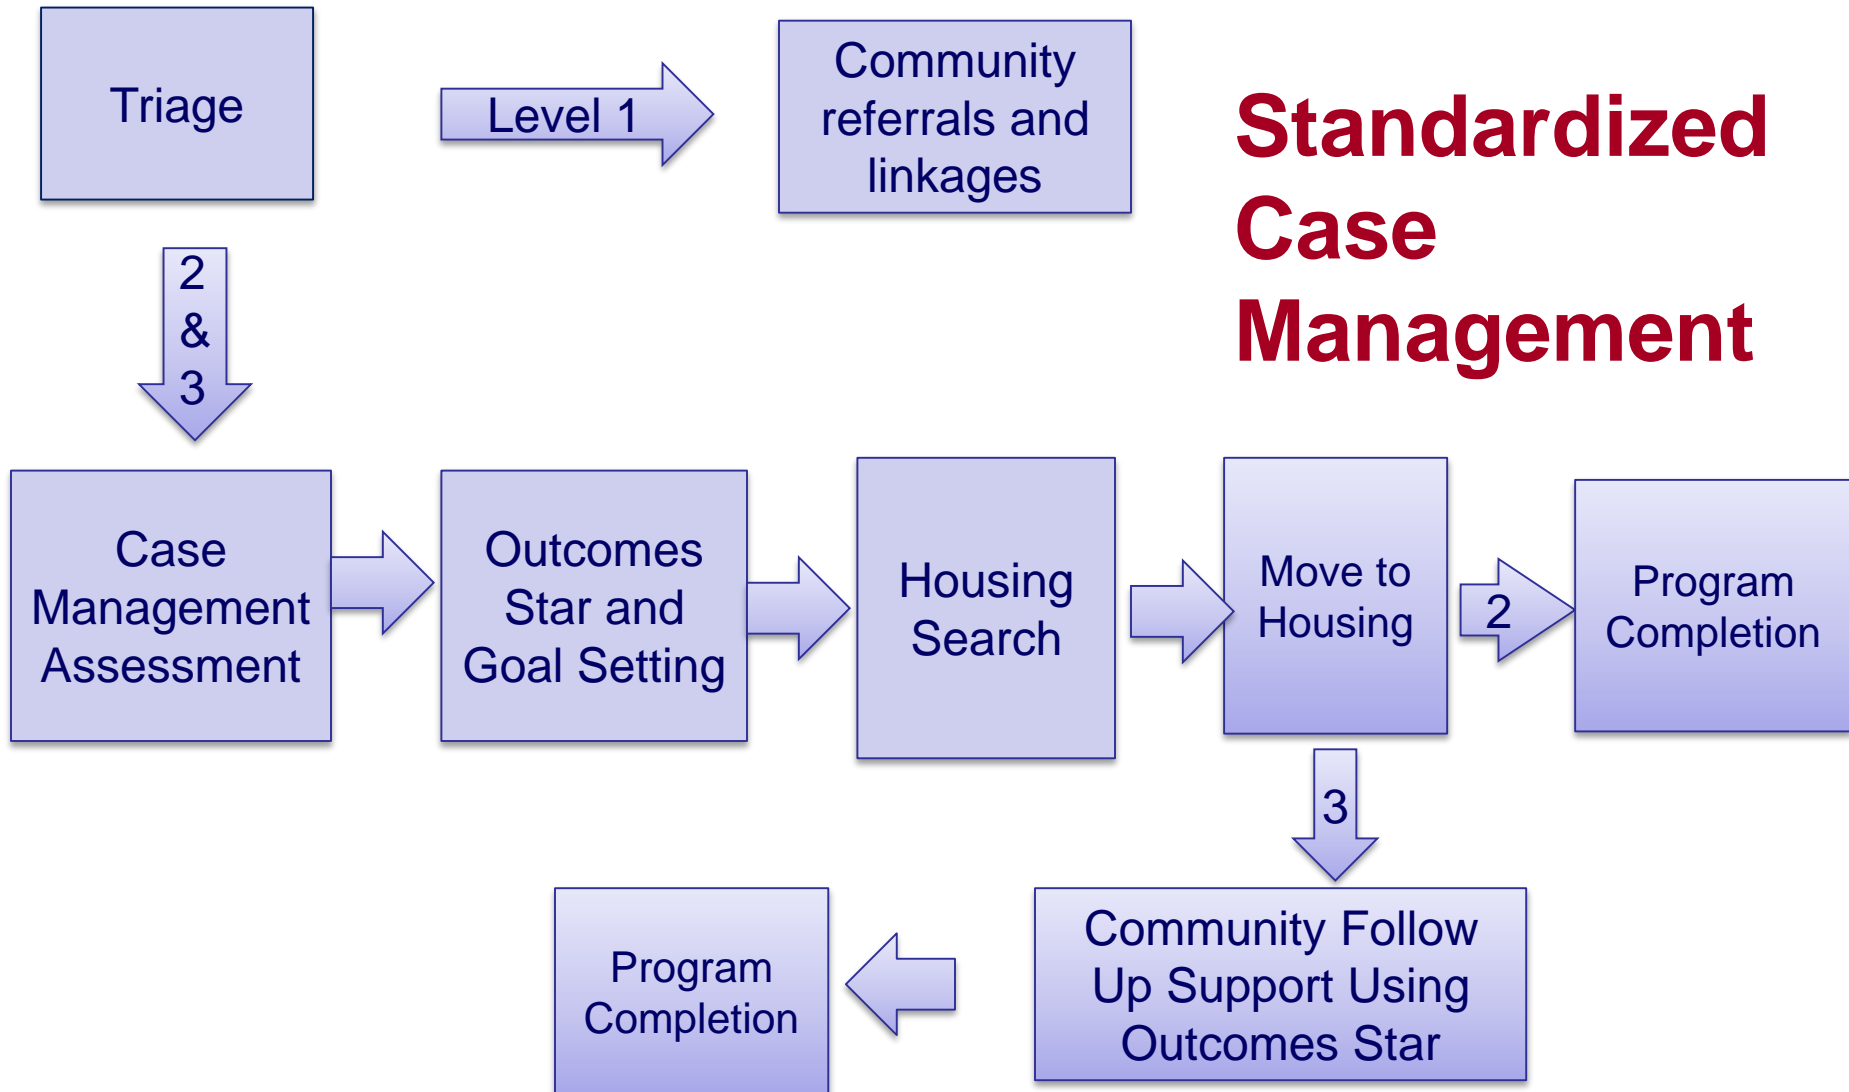 Triage
Level 1
Community
referrals and
linkages
Standardized
Case
Management
2
&
3
Case
Management
Assessment
Outcomes
Star and
Goal Setting
Housing
Search
Move to
Housing
2
Program
Completion
3
Community Follow
Up Support Using
Outcomes Star
Program
Completion